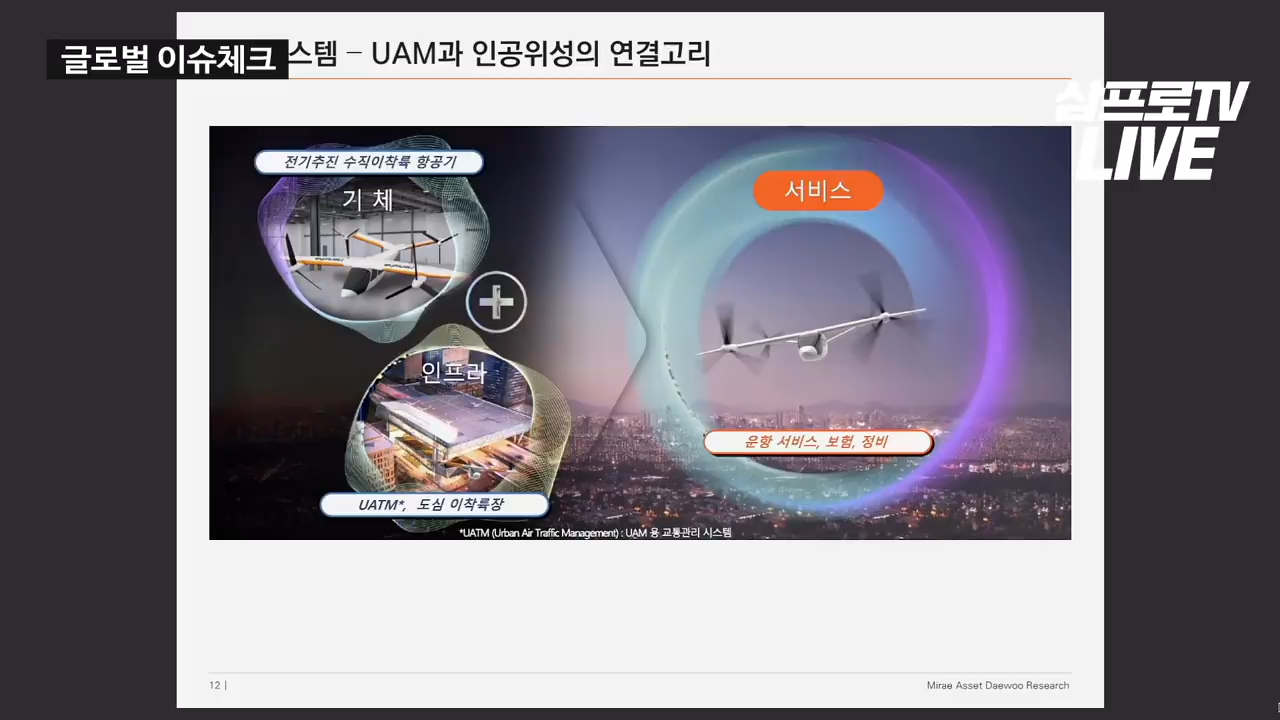 글로벌 이슈체크
스템 – UAM과 인공위성의 연결고리
삼프로TV
LIVE
전기추진 수직이착륙 항공기
기 체
서비스
인프라
운항 서비스, 보험, 정비
UATM*, 도심 이착륙장
*UATM (Urban Air Traffic Management) : UAM 용 교통관리 시스템
12 |
Mirae Asset Daewoo Research